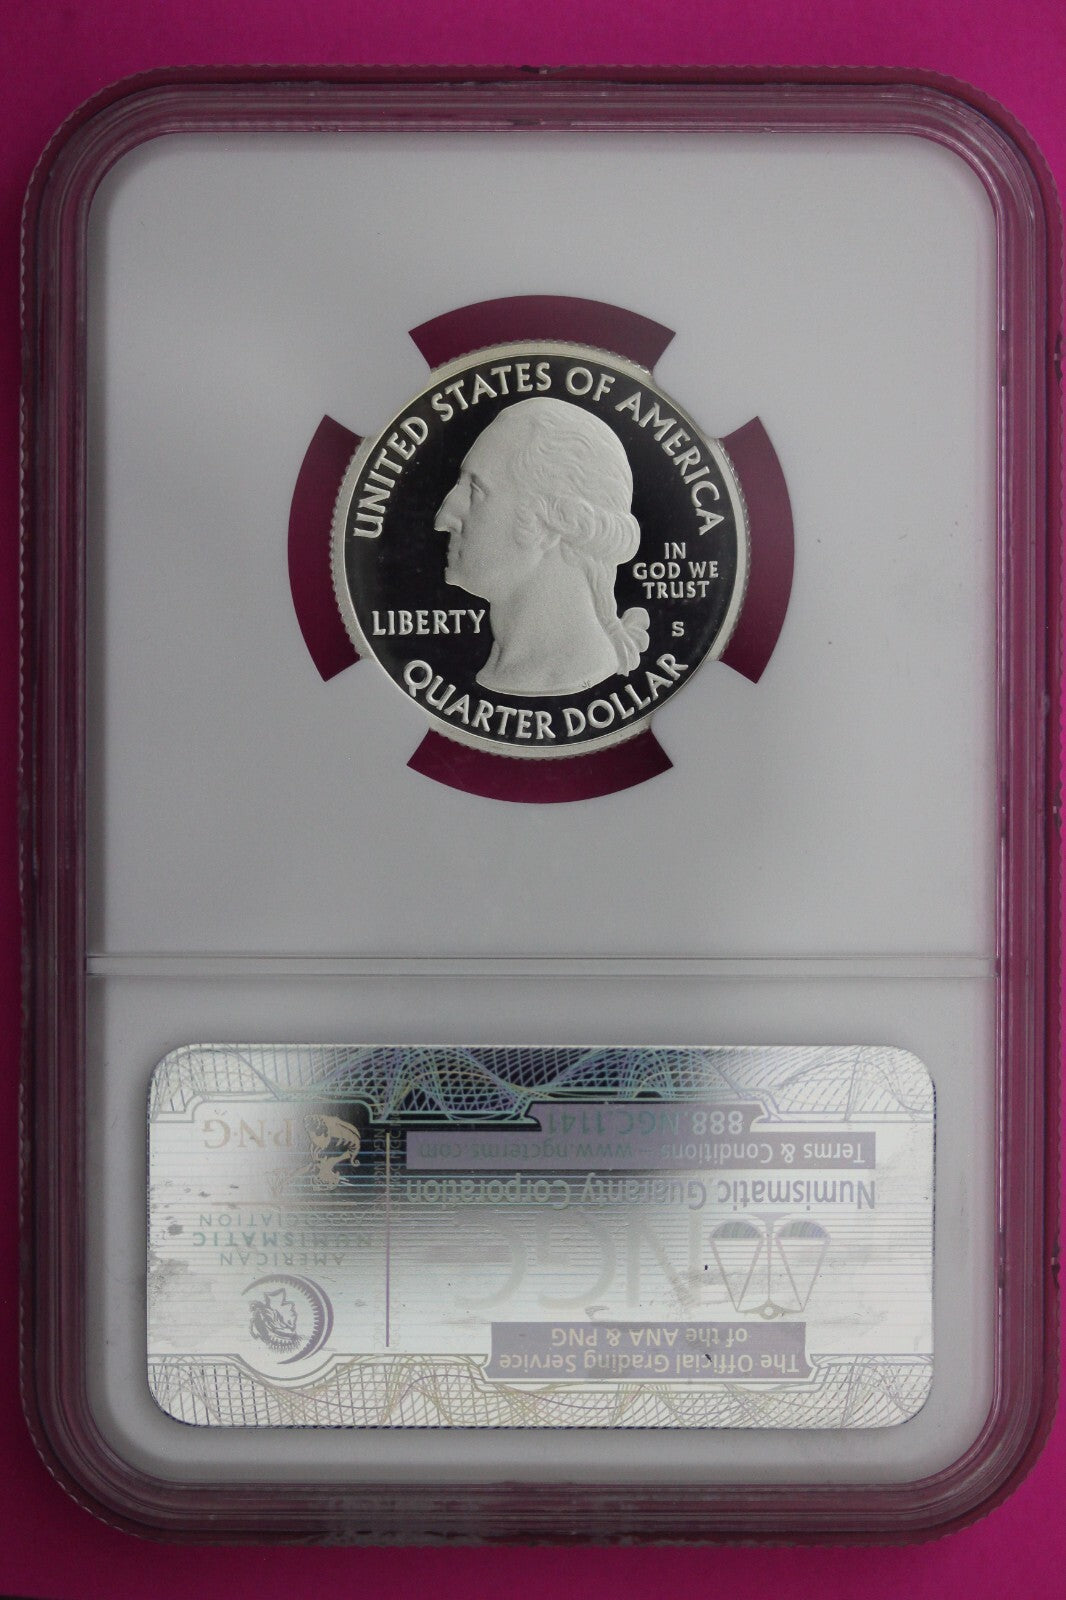 UNITED STATES OF AMERICA
IN
GOD WE
TRUST
LIBERTY
S
QUARTER DOLLAR
The Official Grading Service
of the ANA & PNG
NGC
Numismatic Guaranty Corporation
Terms & Conditions – www.ngcterms.com
888.NGC.1141
AMERICAN
NUMISMATIC
ASSOCIATION
P·N·G